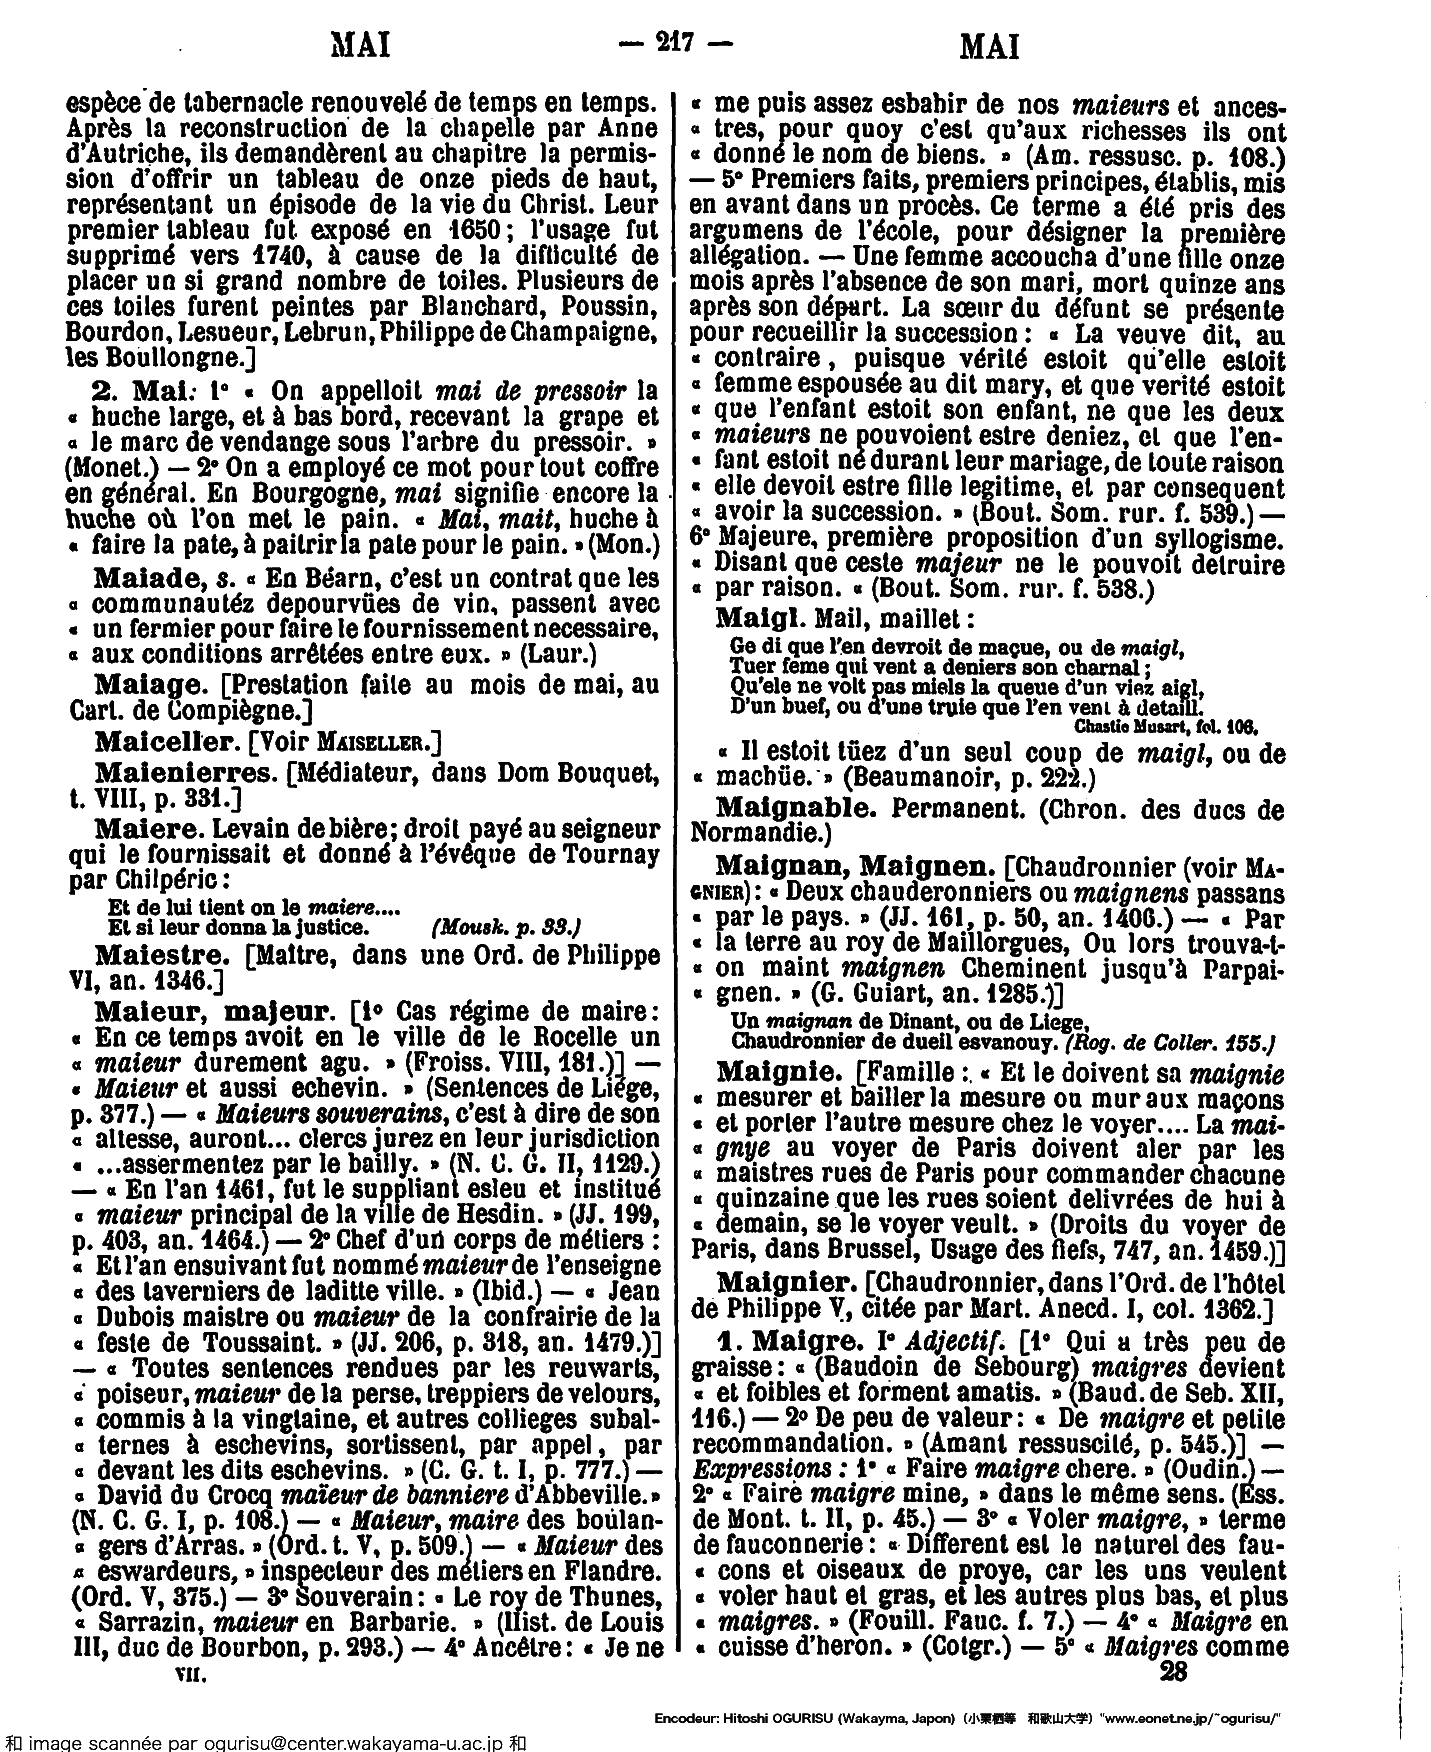 MAI — 217 — MAI
espèce de tabernacle renouvelé de temps en temps.
Après la reconstruction de la chapelle par Anne
d'Autriche, ils demandèrent au chapitre la permis-
sion d'offrir un tableau de onze pieds de haut,
représentant un épisode de la vie du Christ. Leur
premier tableau fut exposé en 1650; l'usage fut
supprimé vers 1740, à cause de la difficulté de
placer un si grand nombre de toiles. Plusieurs de
ces toiles furent peintes par Blanchard, Poussin,
Bourdon, Lesueur, Lebrun, Philippe de Champaigne,
les Boullongne.]
2. Mai. 1° « On appelloit mai de pressoir la
« huche large, et à bas bord, recevant la grape et
« le marc de vendange sous l'arbre du pressoir. »
(Monet.) — 2° On a employé ce mot pour tout coffre
en général. En Bourgogne, mai signifie encore la
huche où l'on met le pain. « Mai, mait, huche à
« faire la pate, à paitrir la pate pour le pain. » (Mon.)
Maiade, s. « En Béarn, c'est un contrat que les
« communautéz depourvües de vin, passent avec
« un fermier pour faire le fournissement necessaire,
« aux conditions arrêtées entre eux. » (Laur.)
Maiage. [Prestation faite au mois de mai, au
Cart. de Compiègne.]
Maiceller. [Voir MAISELLER.]
Maienierres. [Médiateur, dans Dom Bouquet,
t. VIII, p. 331.]
Maiere. Levain de bière; droit payé au seigneur
qui le fournissait et donné à l'évêque de Tournay
par Chilpéric :
Et de lui tient on le maiere....
Et si leur donna la justice. (Mousk. p. 33.)
Maiestre. [Maître, dans une Ord. de Philippe
VI, an. 1346.]
Maieur, majeur. [1° Cas régime de maire :
« En ce temps avoit en le ville de le Rocelle un
« maieur durement agu. » (Froiss. VIII, 181.)] —
« Maieur et aussi echevin. » (Sentences de Liége,
p. 377.) — « Maieurs souverains, c'est à dire de son
« altesse, auront... clercs jurez en leur jurisdiction
« ...assermentez par le bailly. » (N. C. G. II, 1129.)
— « En l'an 1461, fut le suppliant esleu et institué
« maieur principal de la ville de Hesdin. » (JJ. 199,
p. 403, an. 1464.) — 2° Chef d'un corps de métiers :
« Et l'an ensuivant fut nommé maieur de l'enseigne
« des taverniers de laditte ville. » (Ibid.) — « Jean
« Dubois maistre ou maieur de la confrairie de la
« feste de Toussaint. » (JJ. 206, p. 318, an. 1479.)]
— « Toutes sentences rendues par les reuwarts,
« poiseur, maieur de la perse, treppiers de velours,
« commis à la vingtaine, et autres collieges subal-
« ternes à eschevins, sortissent, par appel, par
« devant les dits eschevins. » (C. G. t. I, p. 777.) —
« David du Crocq maïeur de banniere d'Abbeville. »
(N. C. G. I, p. 108.) — « Maieur, maire des boulan-
« gers d'Arras. » (Ord. t. V, p. 509.) — « Maieur des
« eswardeurs, » inspecteur des métiers en Flandre.
(Ord. V, 375.) — 3° Souverain : « Le roy de Thunes,
« Sarrazin, maieur en Barbarie. » (Hist. de Louis
III, duc de Bourbon, p. 293.) — 4° Ancêtre : « Je ne
VII.
« me puis assez esbahir de nos maieurs et ances-
« tres, pour quoy c'est qu'aux richesses ils ont
« donné le nom de biens. » (Am. ressusc. p. 108.)
— 5° Premiers faits, premiers principes, établis, mis
en avant dans un procès. Ce terme a été pris des
argumens de l'école, pour désigner la première
allégation. — Une femme accoucha d'une fille onze
mois après l'absence de son mari, mort quinze ans
après son départ. La sœur du défunt se présente
pour recueillir la succession : « La veuve dit, au
« contraire, puisque vérité estoit qu'elle estoit
« femme espousée au dit mary, et que verité estoit
« que l'enfant estoit son enfant, ne que les deux
« maieurs ne pouvoient estre deniez, et que l'en-
« fant estoit né durant leur mariage, de toute raison
« elle devoit estre fille legitime, et par consequent
« avoir la succession. » (Bout. Som. rur. f. 539.) —
6° Majeure, première proposition d'un syllogisme.
« Disant que ceste majeur ne le pouvoit detruire
« par raison. « (Bout. Som. rur. f. 538.)
Maigl. Mail, maillet :
Ge di que l'en devroit de maçue, ou de maigl,
Tuer feme qui vent a deniers son charnal ;
Qu'ele ne volt pas miels la queue d'un viez aigl,
D'un buef, ou d'une truie que l'en vent à detaill.
Chastie Musart, fol. 106.
« Il estoit tüez d'un seul coup de maigl, ou de
« machüe. » (Beaumanoir, p. 222.)
Maignable. Permanent. (Chron. des ducs de
Normandie.)
Maignan, Maignen. [Chaudronnier (voir MA-
GNIER) : « Deux chauderonniers ou maignens passans
« par le pays. » (JJ. 161, p. 50, an. 1406.) — « Par
« la terre au roy de Maillorgues, Ou lors trouva-t-
« on maint maignen Cheminent jusqu'à Parpai-
« gnen. » (G. Guiart, an. 1285.)]
Un maignan de Dinant, ou de Liege,
Chaudronnier de dueil esvanouy. (Rog. de Coller. 155.)
Maignie. [Famille : « Et le doivent sa maignie
« mesurer et bailler la mesure ou mur aux maçons
« et porter l'autre mesure chez le voyer.... La mai-
« gnye au voyer de Paris doivent aler par les
« maistres rues de Paris pour commander chacune
« quinzaine que les rues soient delivrées de hui à
« demain, se le voyer veult. » (Droits du voyer de
Paris, dans Brussel, Usage des fiefs, 747, an. 1459.)]
Maignier. [Chaudronnier, dans l'Ord. de l'hôtel
de Philippe V, citée par Mart. Anecd. I, col. 1362.]
1. Maigre. I° Adjectif. [1° Qui a très peu de
graisse : « (Baudoin de Sebourg) maigres devient
« et foibles et forment amatis. » (Baud. de Seb. XII,
116.) — 2° De peu de valeur : « De maigre et petite
recommandation. » (Amant ressuscité, p. 545.)] —
Expressions : 1° « Faire maigre chere. » (Oudin.) —
2° « Faire maigre mine, » dans le même sens. (Ess.
de Mont. t. II, p. 45.) — 3° « Voler maigre, » terme
de fauconnerie : « Different est le naturel des fau-
« cons et oiseaux de proye, car les uns veulent
« voler haut et gras, et les autres plus bas, et plus
« maigres. » (Fouill. Fauc. f. 7.) — 4° « Maigre en
« cuisse d'heron. » (Cotgr.) — 5° « Maigres comme
28
Encodeur: Hitoshi OGURISU (Wakayma, Japon) (小栗栖等 和歌山大学) "www.eonet.ne.jp/~ogurisu/"
和 image scannée par ogurisu@center.wakayama-u.ac.jp 和